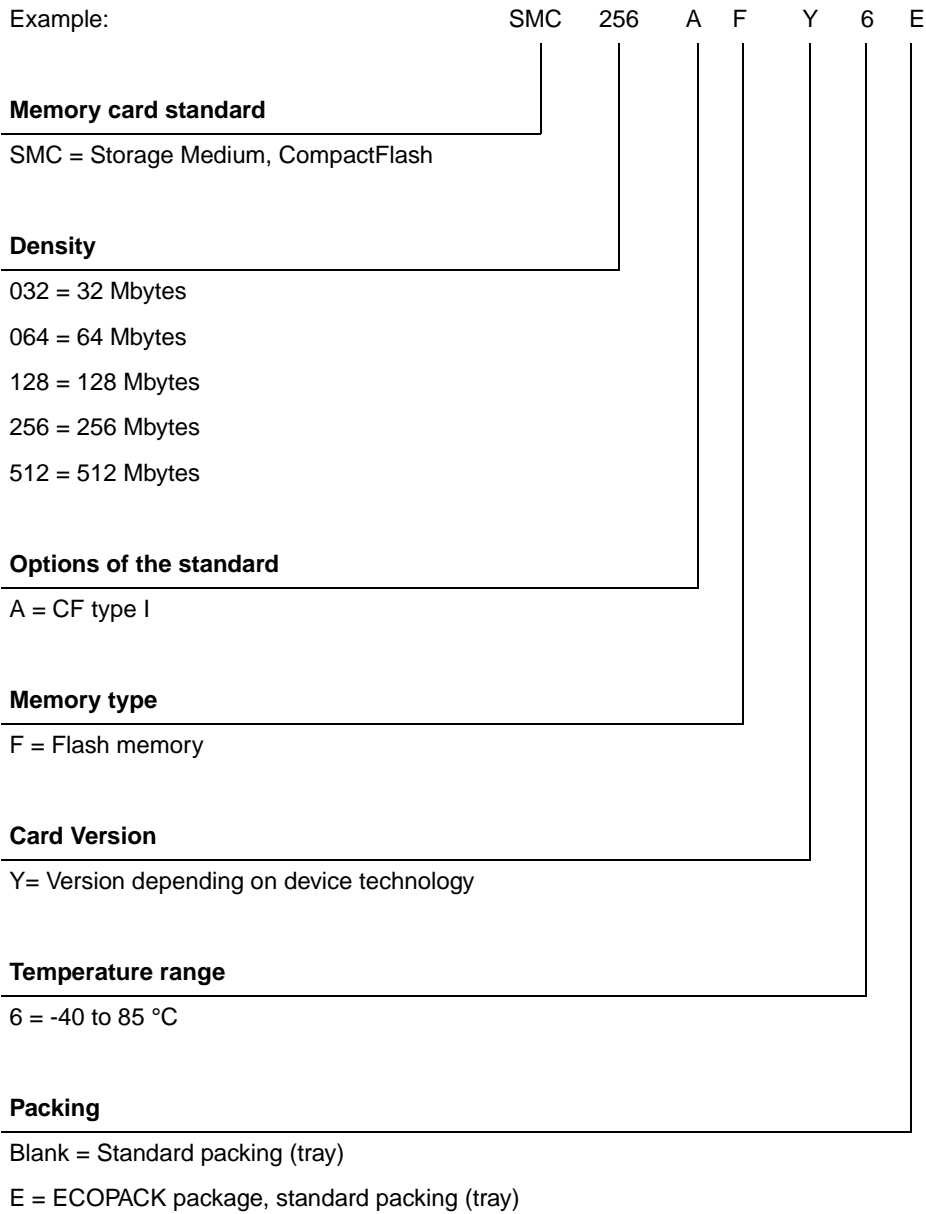 Example: SMC 256 A F Y 6 E
Memory card standard
SMC = Storage Medium, CompactFlash
Density
032 = 32 Mbytes
064 = 64 Mbytes
128 = 128 Mbytes
256 = 256 Mbytes
512 = 512 Mbytes
Options of the standard
A = CF type I
Memory type
F = Flash memory
Card Version
Y= Version depending on device technology
Temperature range
6 = -40 to 85 °C
Packing
Blank = Standard packing (tray)
E = ECOPACK package, standard packing (tray)